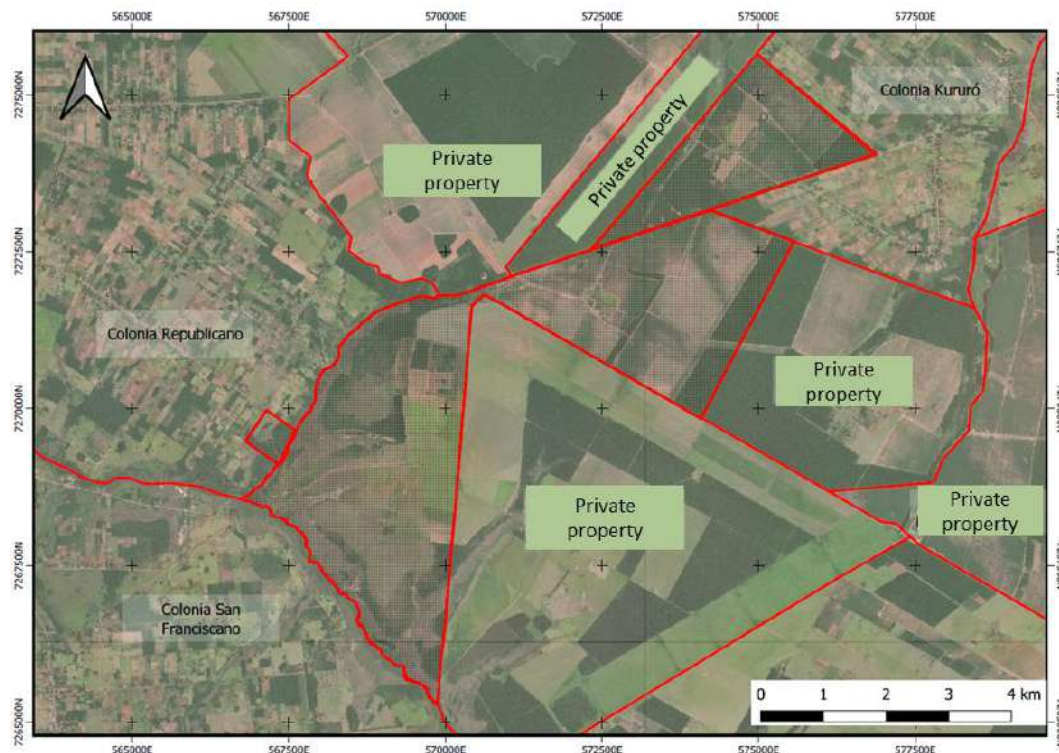 565000E 567500E 570000E 572500E 575000E 577500E
7275000N
7275000N
Colonia Kururó
Private property
Private
property
7272500N
Colonia Republicano
Private
property
7270000N
Private
property
Private
property
7267500N
Colonia San
Franciscano
0 1 2 3 4 km
7265000N
565000E 567500E 570000E 572500E 575000E 577500E